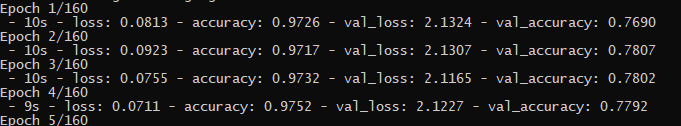 Epoch 1/160
- 10s - loss: 0.0813 - accuracy: 0.9726 - val_loss: 2.1324 - val_accuracy: 0.7690
Epoch 2/160
- 10s - loss: 0.0923 - accuracy: 0.9717 - val_loss: 2.1307 - val_accuracy: 0.7807
Epoch 3/160
- 10s - loss: 0.0755 - accuracy: 0.9732 - val_loss: 2.1165 - val_accuracy: 0.7802
Epoch 4/160
- 9s - loss: 0.0711 - accuracy: 0.9752 - val_loss: 2.1227 - val_accuracy: 0.7792
Epoch 5/160